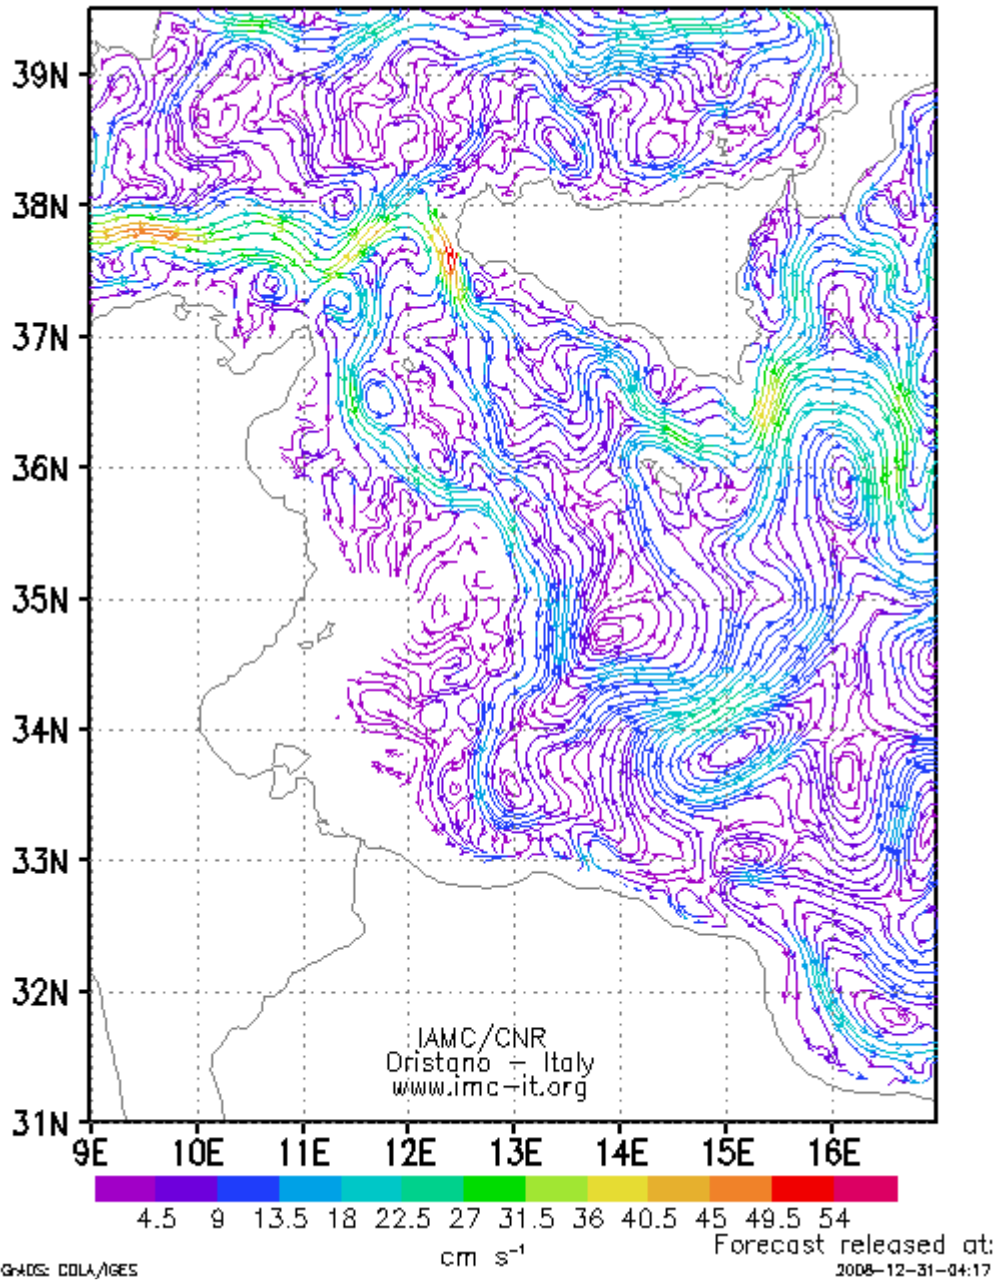 39N
38N
37N
36N
35N
34N
33N
32N
31N
IAMC/CNR
Oristano – Italy
www.imc-it.org
9E 10E 11E 12E 13E 14E 15E 16E
4.5 9 13.5 18 22.5 27 31.5 36 40.5 45 49.5 54
cm s⁻¹
Forecast released at:
GrADS: COLA/IGES
2008-12-31-04:17